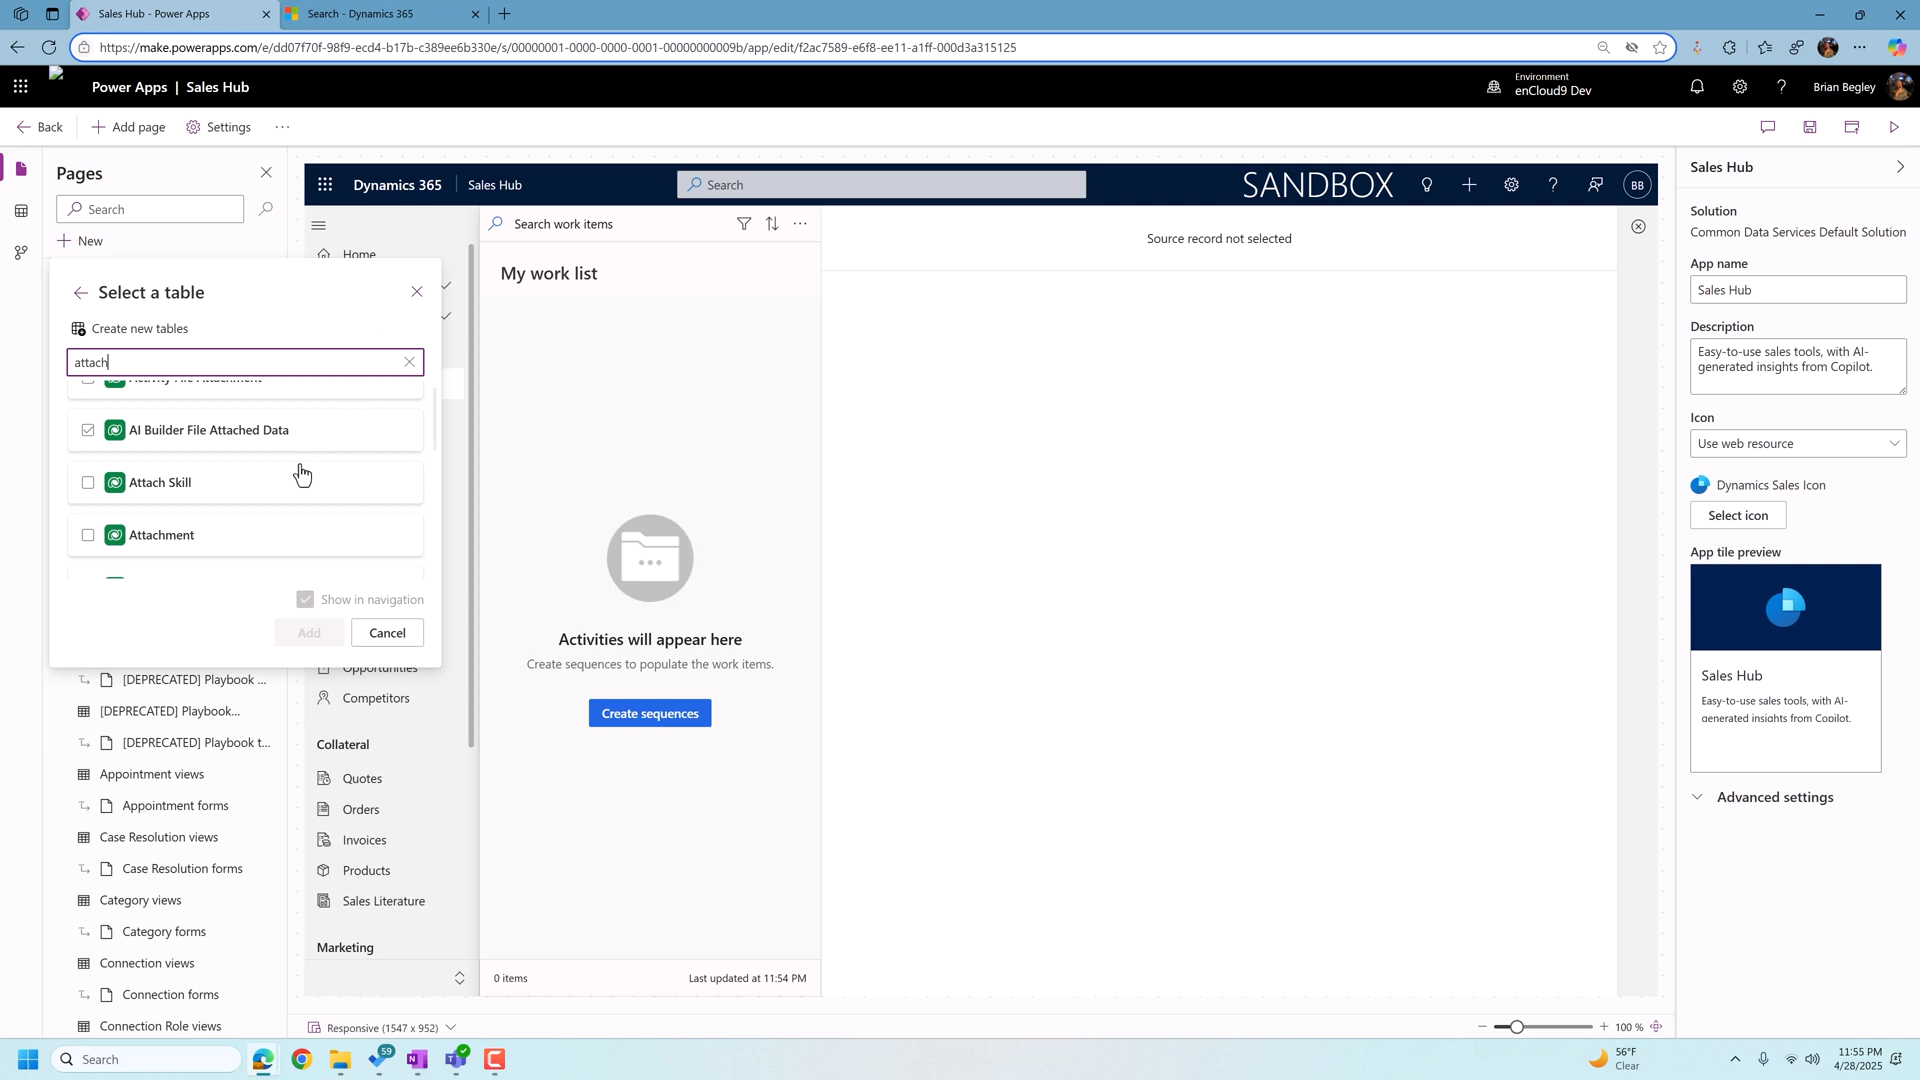 Sales Hub - Power Apps
Search - Dynamics 365
https://make.powerapps.com/e/dd07f70f-98f9-ecd4-b17b-c389ee6b330e/s/00000001-0000-0000-0001-00000000009b/app/edit/f2ac7589-e6f8-ee11-a1ff-000d3a315125
Power Apps | Sales Hub
Environment
enCloud9 Dev
Brian Begley
Back
Add page
Settings
Pages
Search
New
Select a table
Create new tables
attach
Activity File Attachment
AI Builder File Attached Data
Attach Skill
Attachment
Show in navigation
Add
Cancel
[DEPRECATED] Playbook ...
[DEPRECATED] Playbook...
[DEPRECATED] Playbook t...
Appointment views
Appointment forms
Case Resolution views
Case Resolution forms
Category views
Category forms
Connection views
Connection forms
Connection Role views
Dynamics 365
Sales Hub
Search
SANDBOX
BB
Home
Opportunities
Competitors
Collateral
Quotes
Orders
Invoices
Products
Sales Literature
Marketing
Search work items
My work list
Activities will appear here
Create sequences to populate the work items.
Create sequences
0 items
Last updated at 11:54 PM
Source record not selected
Responsive (1547 x 952)
100 %
Sales Hub
Solution
Common Data Services Default Solution
App name
Sales Hub
Description
Easy-to-use sales tools, with AI-
generated insights from Copilot.
Icon
Use web resource
Dynamics Sales Icon
Select icon
App tile preview
Sales Hub
Easy-to-use sales tools, with AI-
generated insights from Copilot.
Advanced settings
Search
59
56°F
Clear
11:55 PM
4/28/2025